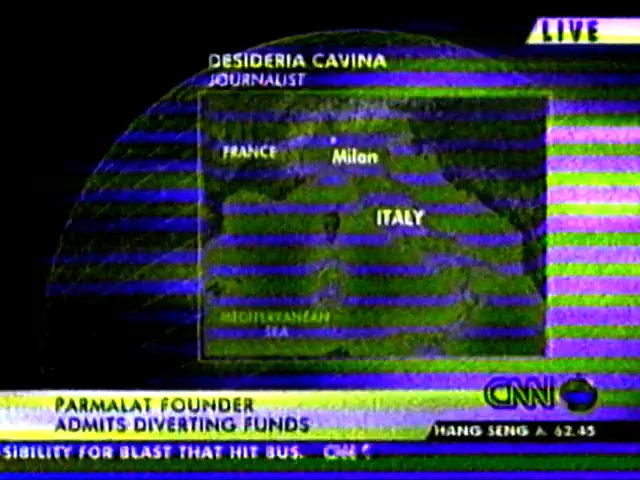 LIVE
DESIDERIA CAVINA
JOURNALIST
FRANCE
Milan
ITALY
MEDITERRANEAN
SEA
CNN
PARMALAT FOUNDER
ADMITS DIVERTING FUNDS
HANG SENG ▲ 62.45
SIBILITY FOR BLAST THAT HIT BUS. CNN